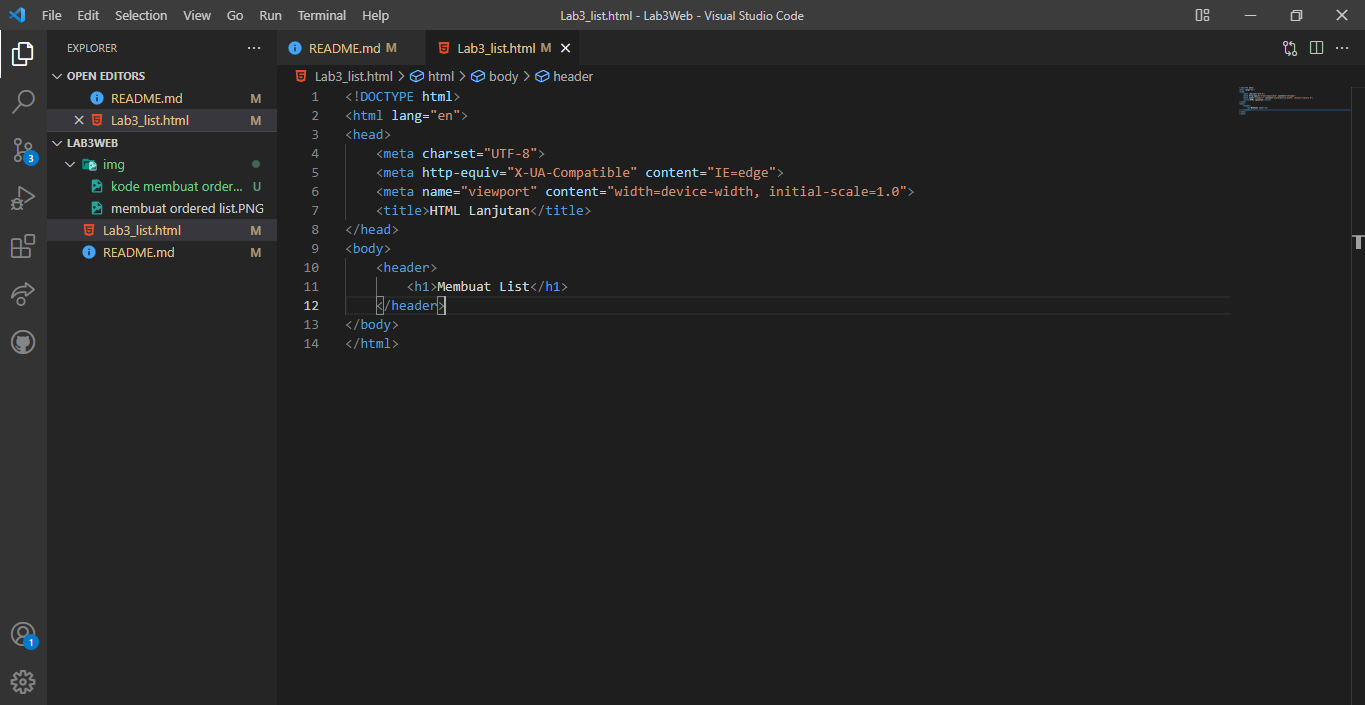 File Edit Selection View Go Run Terminal Help
Lab3_list.html - Lab3Web - Visual Studio Code
EXPLORER
OPEN EDITORS
README.md M
Lab3_list.html M
LAB3WEB
img
kode membuat order... U
membuat ordered list.PNG
Lab3_list.html M
README.md M
3
1
README.md M
Lab3_list.html M
Lab3_list.html > html > body > header
1 <!DOCTYPE html>
2 <html lang="en">
3 <head>
4 <meta charset="UTF-8">
5 <meta http-equiv="X-UA-Compatible" content="IE=edge">
6 <meta name="viewport" content="width=device-width, initial-scale=1.0">
7 <title>HTML Lanjutan</title>
8 </head>
9 <body>
10 <header>
11 <h1>Membuat List</h1>
12 </header>
13 </body>
14 </html>